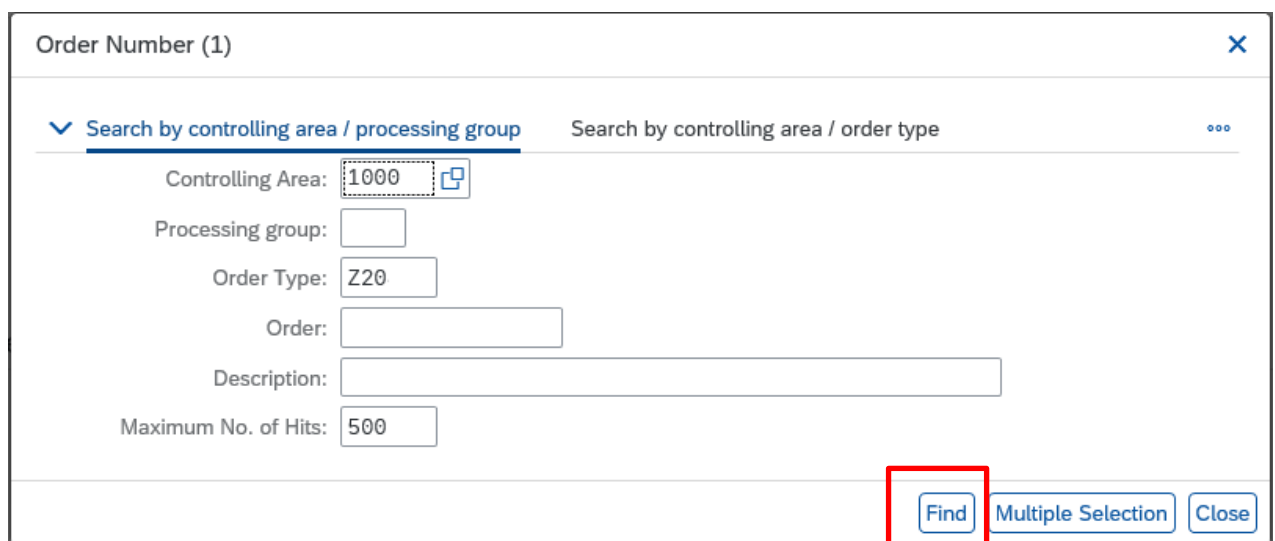 Order Number (1)
Search by controlling area / processing group Search by controlling area / order type
Controlling Area: 1000
Processing group:
Order Type: Z20
Order:
Description:
Maximum No. of Hits: 500
Find Multiple Selection Close